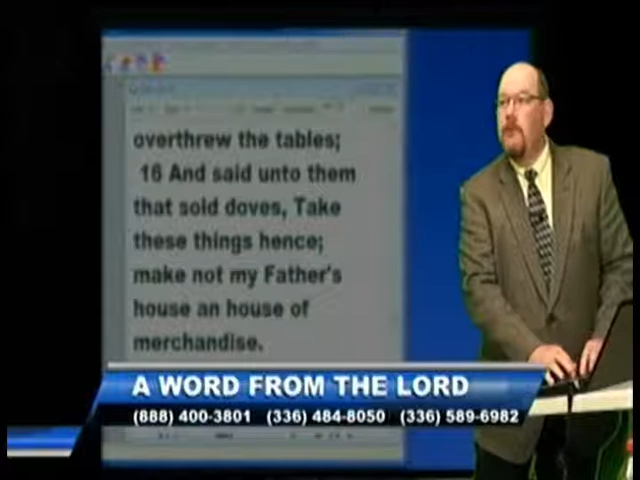 overthrew the tables;
16 And said unto them
that sold doves, Take
these things hence;
make not my Father's
house an house of
merchandise.
A WORD FROM THE LORD
(888) 400-3801 (336) 484-8050 (336) 589-6982